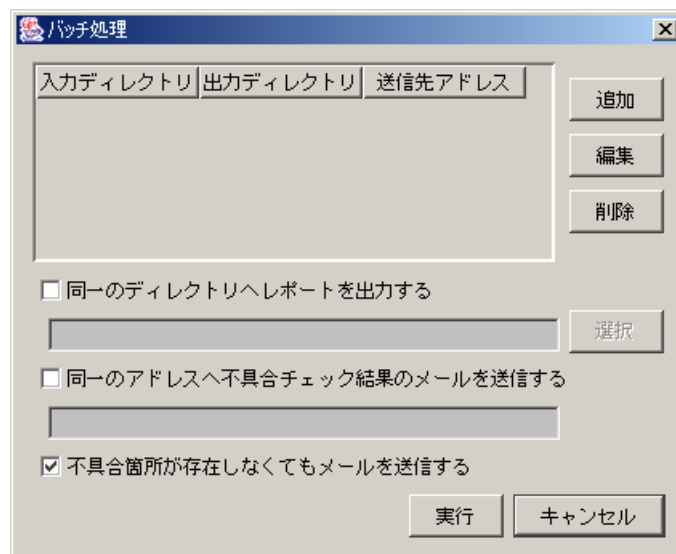 バッチ処理
入力ディレクトリ 出力ディレクトリ 送信先アドレス
追加
編集
削除
同一のディレクトリへレポートを出力する
選択
同一のアドレスへ不具合チェック結果のメールを送信する
不具合箇所が存在しなくてもメールを送信する
実行 キャンセル